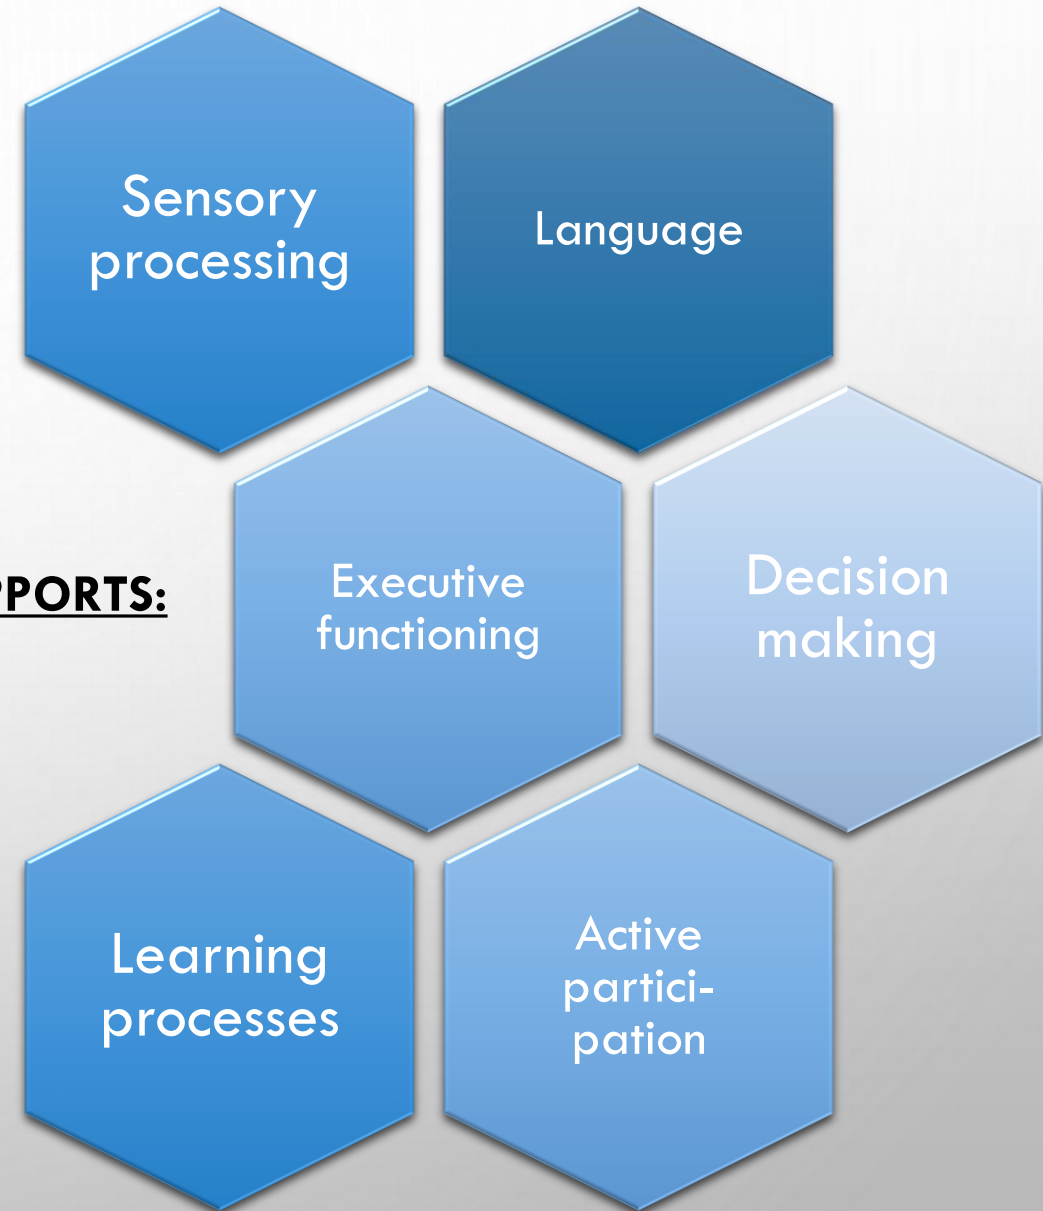 Sensory
processing
Language
PPORTS:
Executive
functioning
Decision
making
Learning
processes
Active
partici-
pation